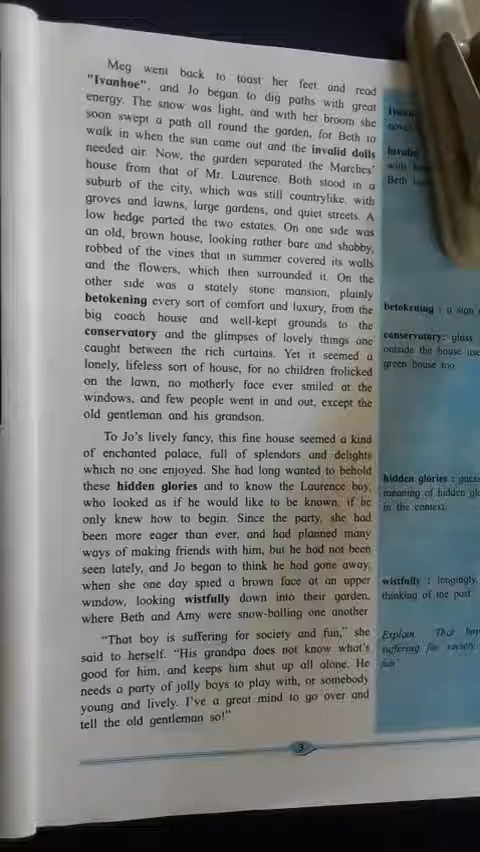 Meg went back to toast her feet and read
"Ivanhoe", and Jo began to dig paths with great
energy. The snow was light, and with her broom she
soon swept a path all round the garden, for Beth to
walk in when the sun came out and the invalid dolls
needed air. Now, the garden separated the Marches'
house from that of Mr. Laurence. Both stood in a
suburb of the city, which was still countrylike, with
groves and lawns, large gardens, and quiet streets. A
low hedge parted the two estates. On one side was
an old, brown house, looking rather bare and shabby,
robbed of the vines that in summer covered its walls
and the flowers, which then surrounded it. On the
other side was a stately stone mansion, plainly
betokening every sort of comfort and luxury, from the
big coach house and well-kept grounds to the
conservatory and the glimpses of lovely things one
caught between the rich curtains. Yet it seemed a
lonely, lifeless sort of house, for no children frolicked
on the lawn, no motherly face ever smiled at the
windows, and few people went in and out, except the
old gentleman and his grandson.
To Jo's lively fancy, this fine house seemed a kind
of enchanted palace, full of splendors and delights
which no one enjoyed. She had long wanted to behold
these hidden glories and to know the Laurence boy,
who looked as if he would like to be known, if he
only knew how to begin. Since the party, she had
been more eager than ever, and had planned many
ways of making friends with him, but he had not been
seen lately, and Jo began to think he had gone away,
when she one day spied a brown face at an upper
window, looking wistfully down into their garden,
where Beth and Amy were snow-balling one another
"That boy is suffering for society and fun," she
said to herself. "His grandpa does not know what's
good for him, and keeps him shut up all alone. He
needs a party of jolly boys to play with, or somebody
young and lively. I've a great mind to go over and
tell the old gentleman so!"
3
invalid
with
Beth
betokening : a sign
conservatory: glass
outside the house use
green house too
hidden glories : guess
meaning of hidden glo
in the context
wistfully : longingly,
thinking of the past
Explain "That boy
suffering for society
fun"